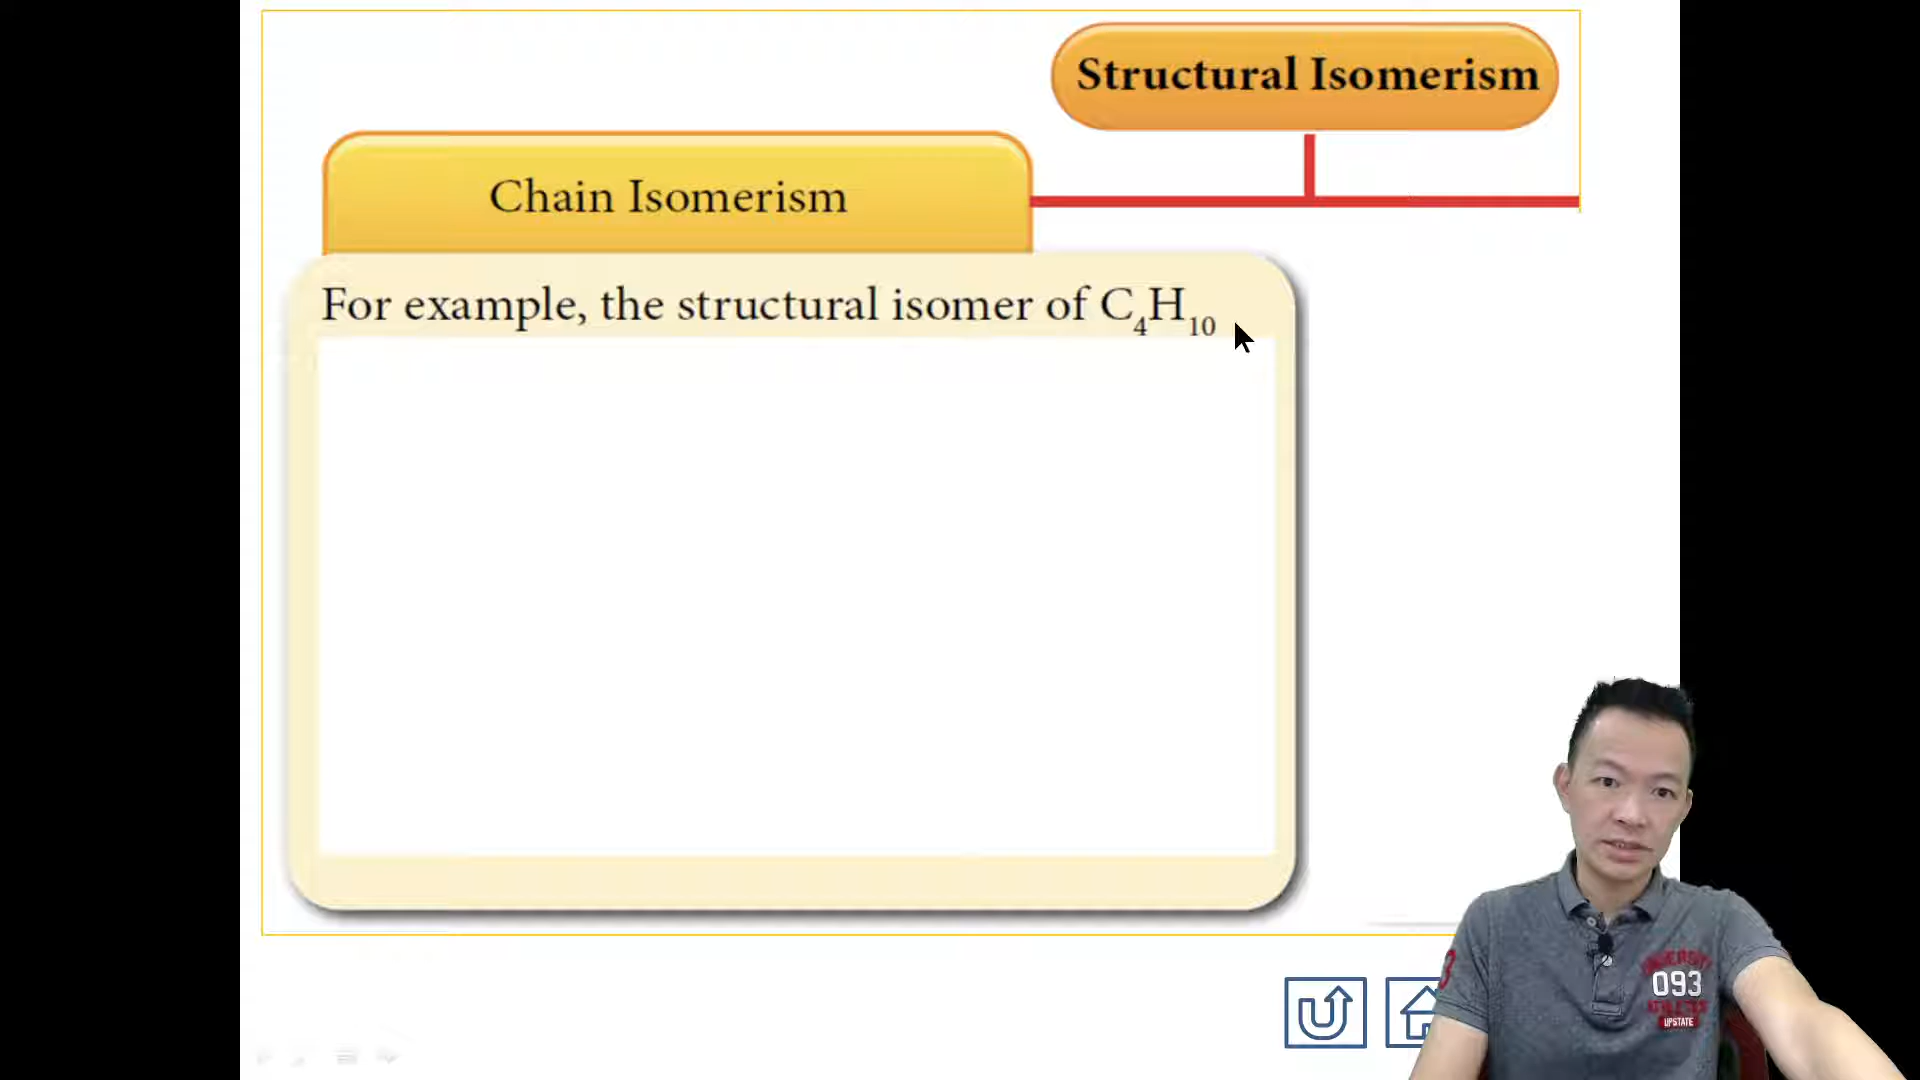 Structural Isomerism
Chain Isomerism
For example, the structural isomer of C₄H₁₀
093
UPSTATE